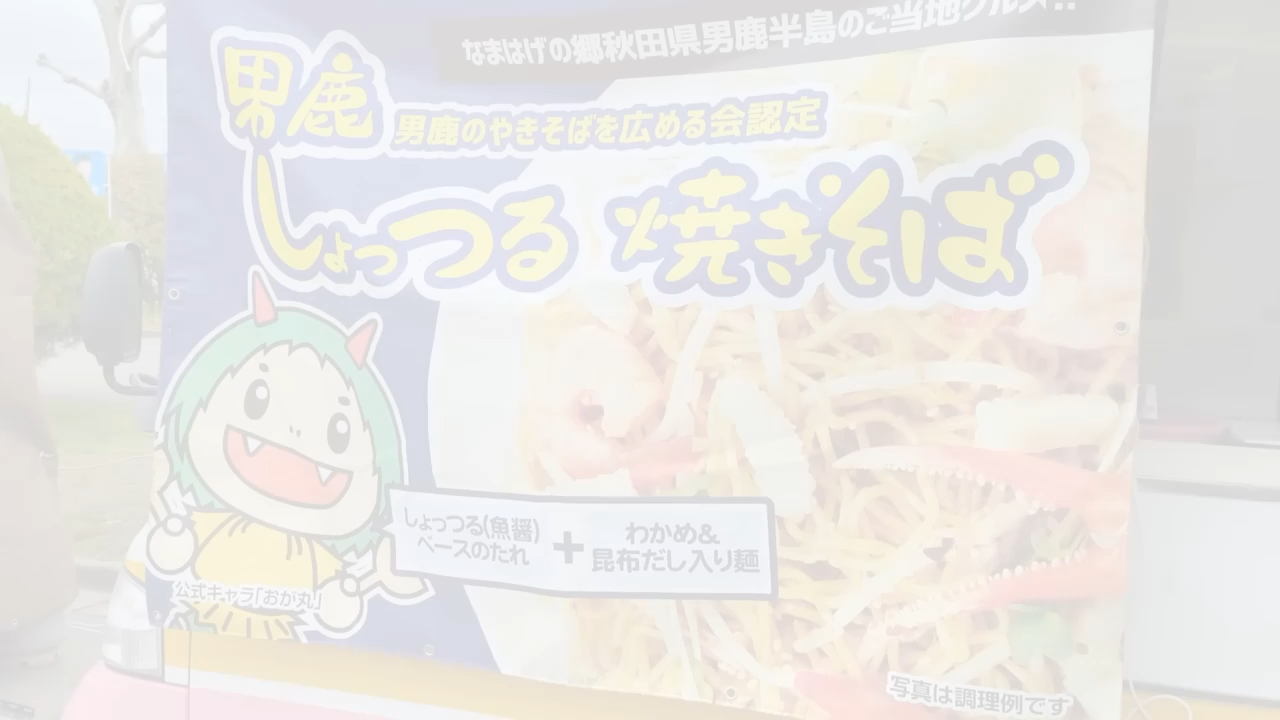 なまはげの郷秋田県男鹿半島のご当地グルメ!!
男鹿
男鹿のやきそばを広める会認定
しょっつる焼きそば
しょっつる(魚醤)
ベースのたれ
+
わかめ&
昆布だし入り麺
公式キャラ「おが丸」
写真は調理例です